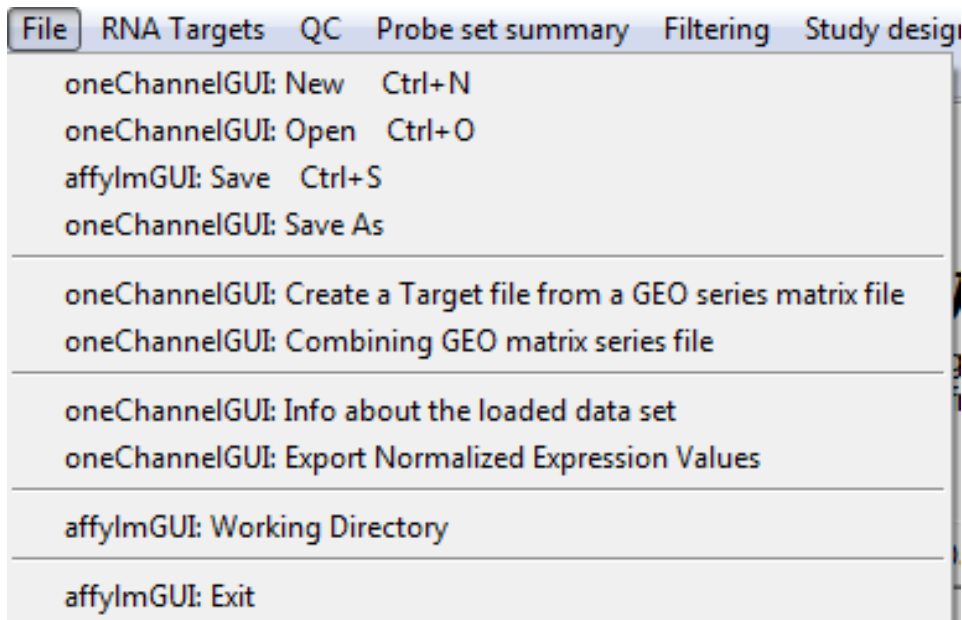 File RNA Targets QC Probe set summary Filtering Study desig
oneChannelGUI: New Ctrl+N
oneChannelGUI: Open Ctrl+O
affylmGUI: Save Ctrl+S
oneChannelGUI: Save As
oneChannelGUI: Create a Target file from a GEO series matrix file
oneChannelGUI: Combining GEO matrix series file
oneChannelGUI: Info about the loaded data set
oneChannelGUI: Export Normalized Expression Values
affylmGUI: Working Directory
affylmGUI: Exit